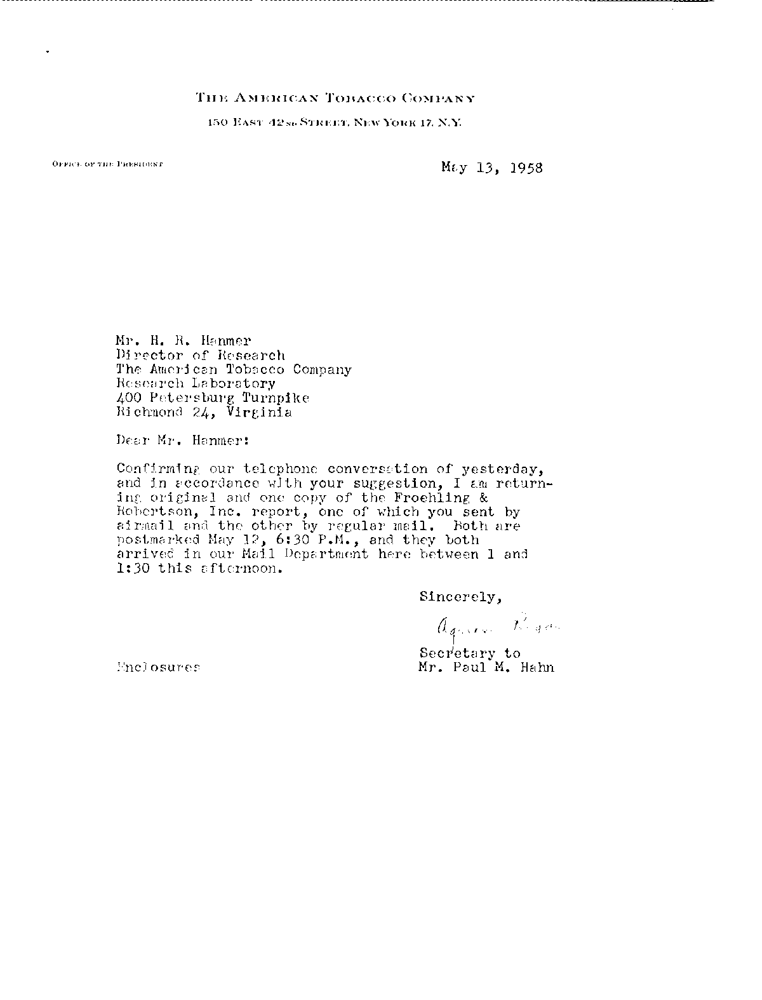 THE AMERICAN TOBACCO COMPANY
150 EAST 42ND STREET, NEW YORK 17, N.Y.
OFFICE OF THE PRESIDENT
May 13, 1958
Mr. H. R. Hanmer
Director of Research
The American Tobacco Company
Research Laboratory
400 Petersburg Turnpike
Richmond 24, Virginia
Dear Mr. Hanmer:
Confirming our telephone conversation of yesterday,
and in accordance with your suggestion, I am return-
ing original and one copy of the Froehling &
Robertson, Inc. report, one of which you sent by
airmail and the other by regular mail. Both are
postmarked May 12, 6:30 P.M., and they both
arrived in our Mail Department here between 1 and
1:30 this afternoon.
Sincerely,
Secretary to
Mr. Paul M. Hahn
Enclosures